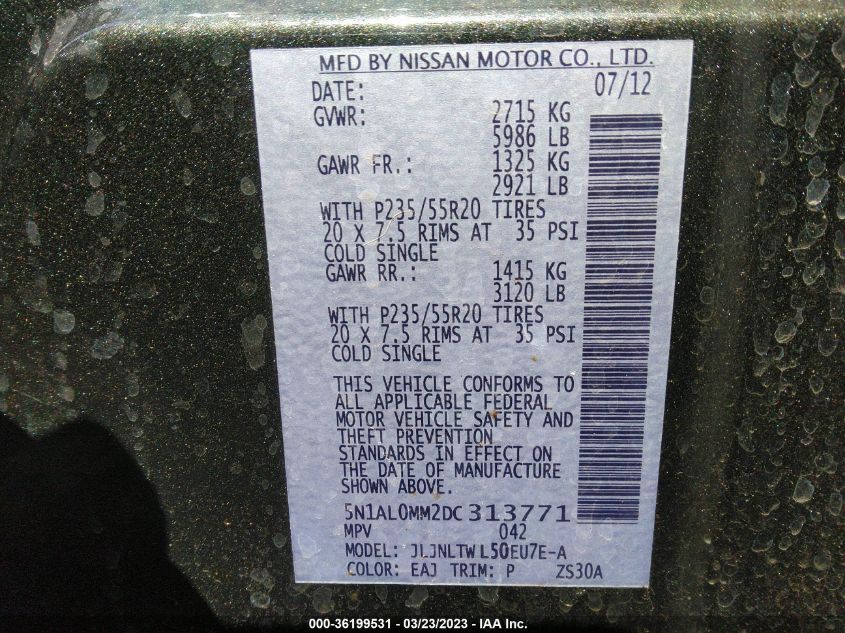 MFD BY NISSAN MOTOR CO., LTD.
DATE: 07/12
GVWR: 2715 KG
5986 LB
GAWR FR.: 1325 KG
2921 LB
WITH P235/55R20 TIRES
20 X 7.5 RIMS AT 35 PSI
COLD SINGLE
GAWR RR.: 1415 KG
3120 LB
WITH P235/55R20 TIRES
20 X 7.5 RIMS AT 35 PSI
COLD SINGLE
THIS VEHICLE CONFORMS TO
ALL APPLICABLE FEDERAL
MOTOR VEHICLE SAFETY AND
THEFT PREVENTION
STANDARDS IN EFFECT ON
THE DATE OF MANUFACTURE
SHOWN ABOVE.
5N1AL0MM2DC313771
MPV 042
MODEL: JLJNLTWL50EU7E-A
COLOR: EAJ TRIM: P ZS30A
000-36199531 - 03/23/2023 - IAA Inc.